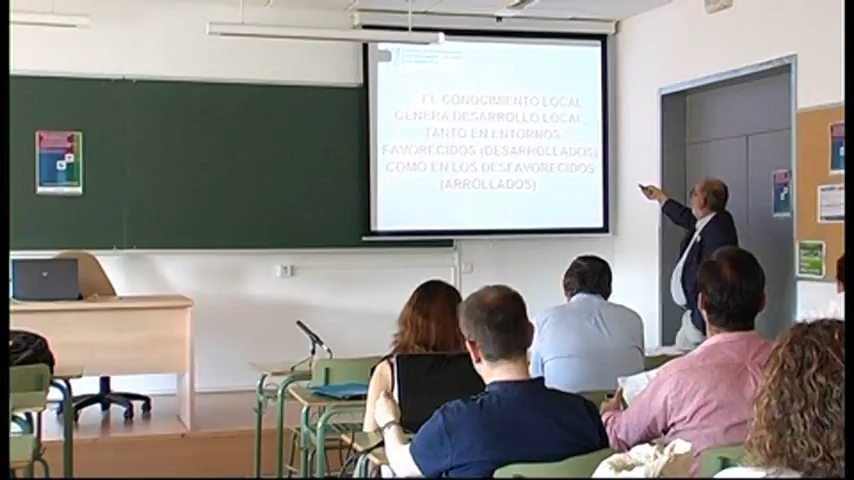 EL CONOCIMIENTO LOCAL
GENERA DESARROLLO LOCAL,
TANTO EN ENTORNOS
FAVORECIDOS (DESARROLLADOS)
COMO EN LOS DESFAVORECIDOS
(ARROLLADOS)